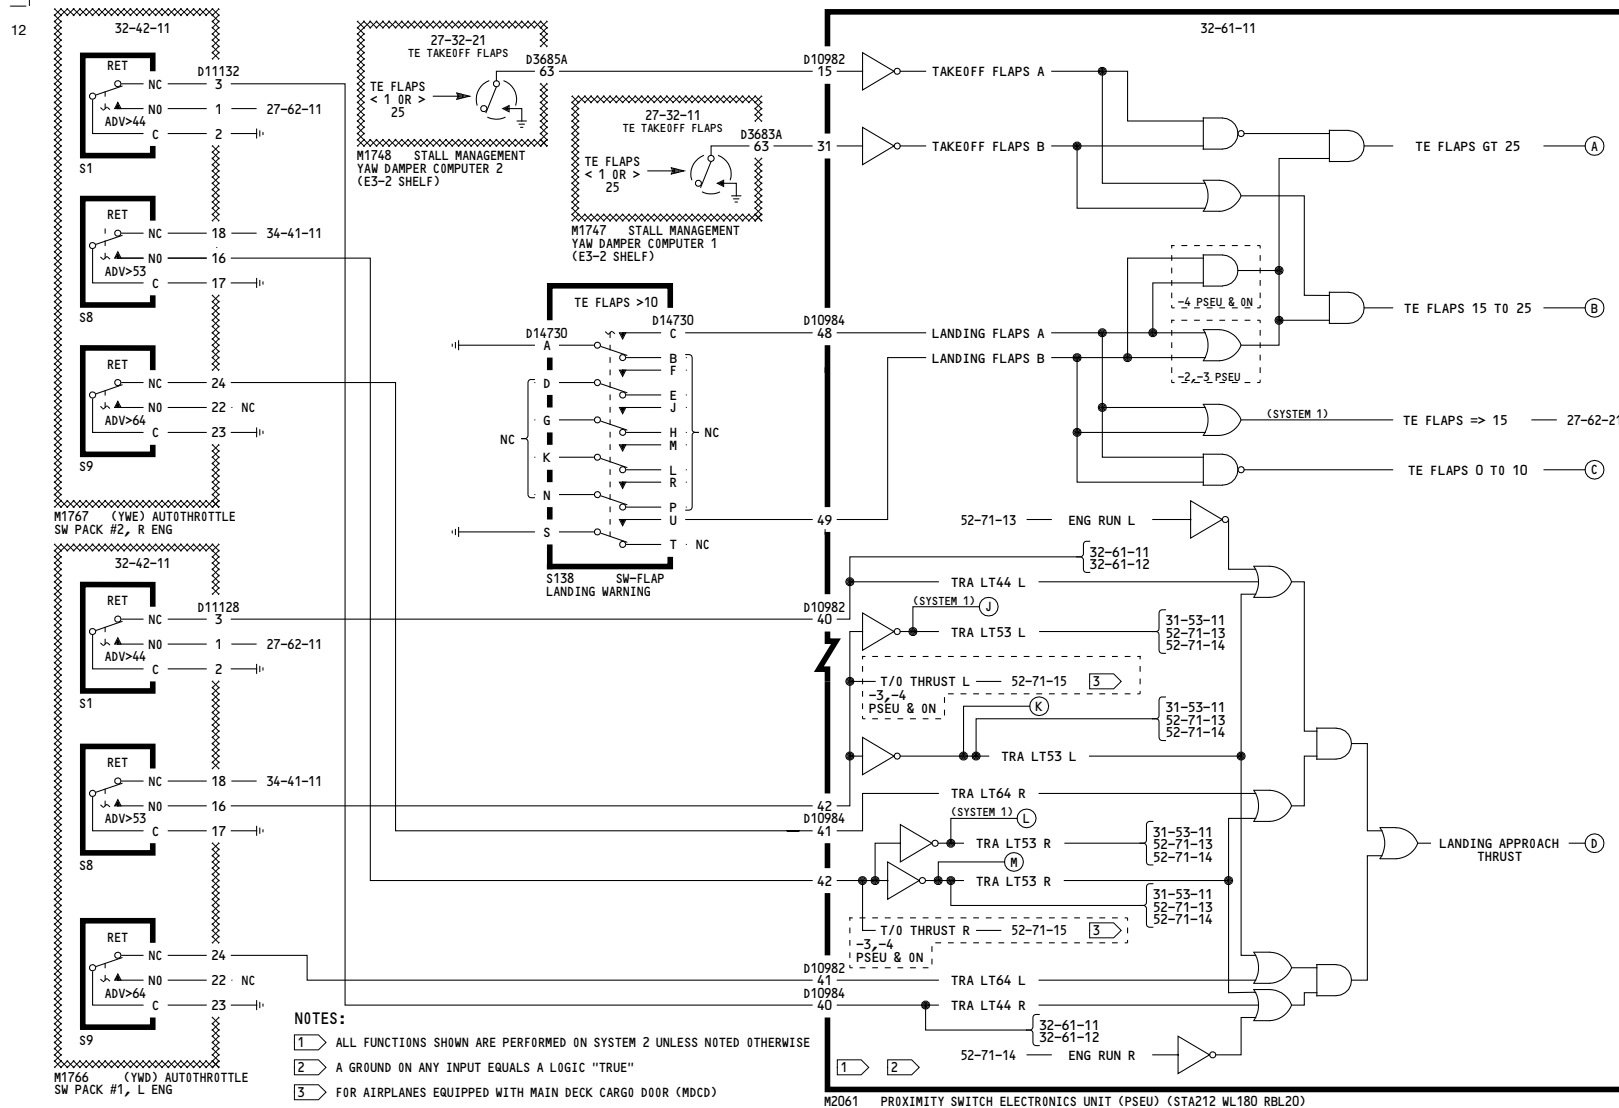 12
32-42-11
RET
NC
NO
ADV>44
C
S1
D11132
3
1
27-62-11
2
RET
NC
NO
ADV>53
C
S8
18
34-41-11
16
17
RET
NC
NO
ADV>64
C
S9
24
22
NC
23
M1767 (YWE) AUTOTHROTTLE
SW PACK #2, R ENG
32-42-11
RET
NC
NO
ADV>44
C
S1
D11128
3
1
27-62-11
2
RET
NC
NO
ADV>53
C
S8
18
34-41-11
16
17
RET
NC
NO
ADV>64
C
S9
24
22
NC
23
M1766 (YWD) AUTOTHROTTLE
SW PACK #1, L ENG
27-32-21
TE TAKEOFF FLAPS
TE FLAPS
< 1 OR >
25
D3685A
63
M1748 STALL MANAGEMENT
YAW DAMPER COMPUTER 2
(E3-2 SHELF)
27-32-11
TE TAKEOFF FLAPS
TE FLAPS
< 1 OR >
25
D3683A
63
M1747 STALL MANAGEMENT
YAW DAMPER COMPUTER 1
(E3-2 SHELF)
TE FLAPS >10
D14730
D14730
A
C
B
F
D
E
J
G
H
M
K
L
R
N
P
U
S
T
NC
NC
NC
S138 SW-FLAP
LANDING WARNING
32-61-11
D10982
15
TAKEOFF FLAPS A
31
TAKEOFF FLAPS B
TE FLAPS GT 25
A
-4 PSEU & ON
TE FLAPS 15 TO 25
B
D10984
48
LANDING FLAPS A
LANDING FLAPS B
-2,-3 PSEU
(SYSTEM 1)
TE FLAPS => 15
27-62-21
TE FLAPS 0 TO 10
C
49
52-71-13
ENG RUN L
32-61-11
32-61-12
TRA LT44 L
D10982
40
(SYSTEM 1)
J
TRA LT53 L
31-53-11
52-71-13
52-71-14
T/O THRUST L
52-71-15
3
-3,-4
PSEU & ON
K
31-53-11
52-71-13
52-71-14
TRA LT53 L
42
TRA LT64 R
D10984
41
(SYSTEM 1)
L
TRA LT53 R
31-53-11
52-71-13
52-71-14
M
42
TRA LT53 R
31-53-11
52-71-13
52-71-14
T/O THRUST R
52-71-15
3
-3,-4
PSEU & ON
LANDING APPROACH
THRUST
D
D10982
41
TRA LT64 L
D10984
40
TRA LT44 R
32-61-11
32-61-12
52-71-14
ENG RUN R
1
2
NOTES:
1 ALL FUNCTIONS SHOWN ARE PERFORMED ON SYSTEM 2 UNLESS NOTED OTHERWISE
2 A GROUND ON ANY INPUT EQUALS A LOGIC "TRUE"
3 FOR AIRPLANES EQUIPPED WITH MAIN DECK CARGO DOOR (MDCD)
M2061 PROXIMITY SWITCH ELECTRONICS UNIT (PSEU) (STA212 WL180 RBL20)